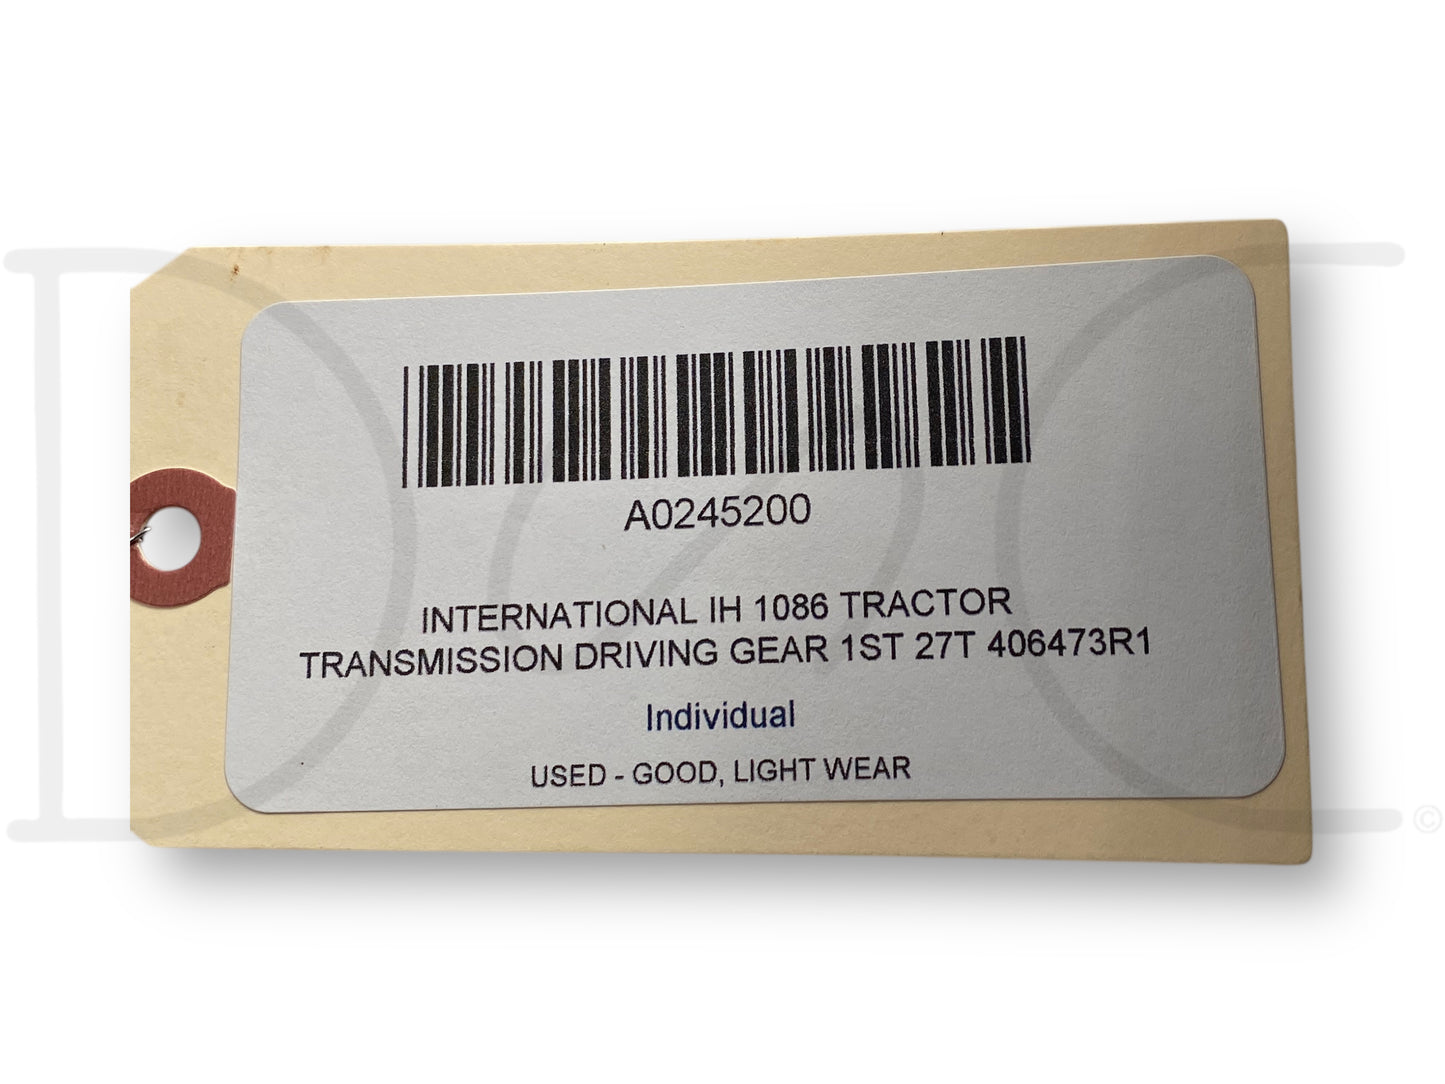 A0245200
INTERNATIONAL IH 1086 TRACTOR
TRANSMISSION DRIVING GEAR 1ST 27T 406473R1
Individual
USED - GOOD, LIGHT WEAR
©